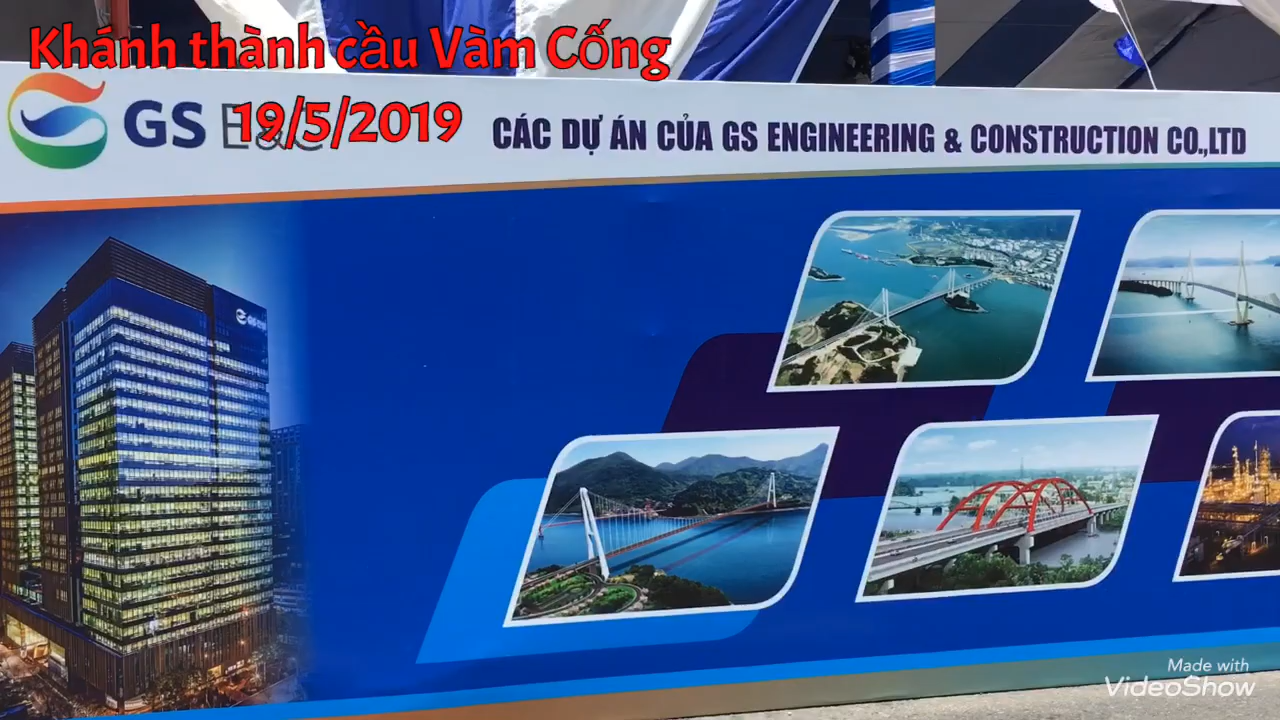 Khánh thành cầu Vàm Cống
19/5/2019
GS E&C
CÁC DỰ ÁN CỦA GS ENGINEERING & CONSTRUCTION CO.,LTD
GS
Made with
VideoShow